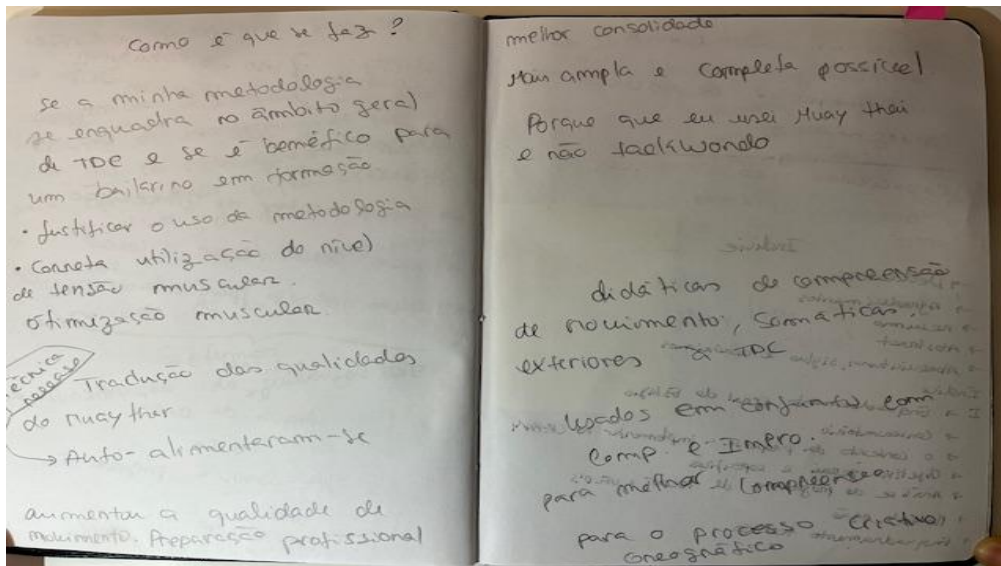 Como é que se faz?
se a minha metodologia
se enquadra no âmbito geral
de TDC e se é benéfico para
um bailarino em formação
• Justificar o uso da metodologia
• Correta utilização do nível
de tensão muscular.
otimização muscular
Técnica
Tradução das qualidades
do muay thai
→ Auto-alimentaram-se
aumentar a qualidade de
movimento. Preparação profissional
melhor consolidado
Mais ampla e completa possível
Porque que eu usei Muay thai
e não taekwondo
didáticas de compreensão
de movimento, somáticas
exteriores a TDC
usados em conjunto com
Comp. e Impro.
para melhor compreensão
para o processo criativo
coreográfico